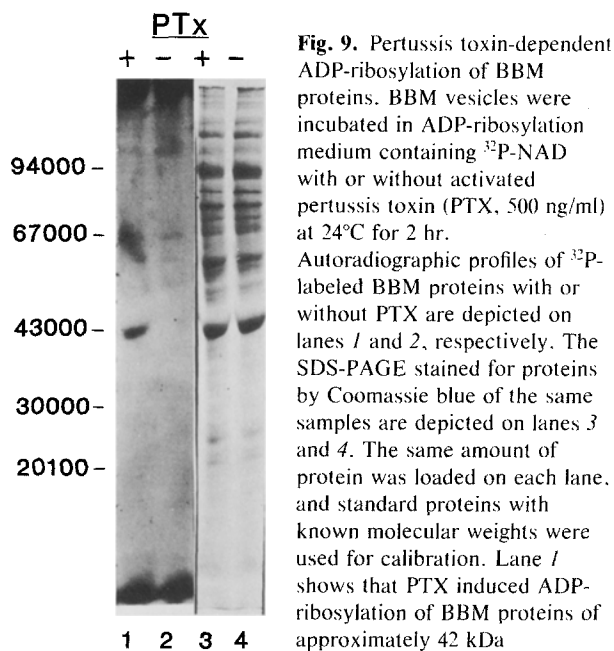 PTx
+ − + −
94000 –
67000 –
43000 –
30000 –
20100 –
1 2 3 4
Fig. 9. Pertussis toxin-dependent
ADP-ribosylation of BBM
proteins. BBM vesicles were
incubated in ADP-ribosylation
medium containing ³²P-NAD
with or without activated
pertussis toxin (PTX, 500 ng/ml)
at 24°C for 2 hr.
Autoradiographic profiles of ³²P-
labeled BBM proteins with or
without PTX are depicted on
lanes 1 and 2, respectively. The
SDS-PAGE stained for proteins
by Coomassie blue of the same
samples are depicted on lanes 3
and 4. The same amount of
protein was loaded on each lane,
and standard proteins with
known molecular weights were
used for calibration. Lane 1
shows that PTX induced ADP-
ribosylation of BBM proteins of
approximately 42 kDa